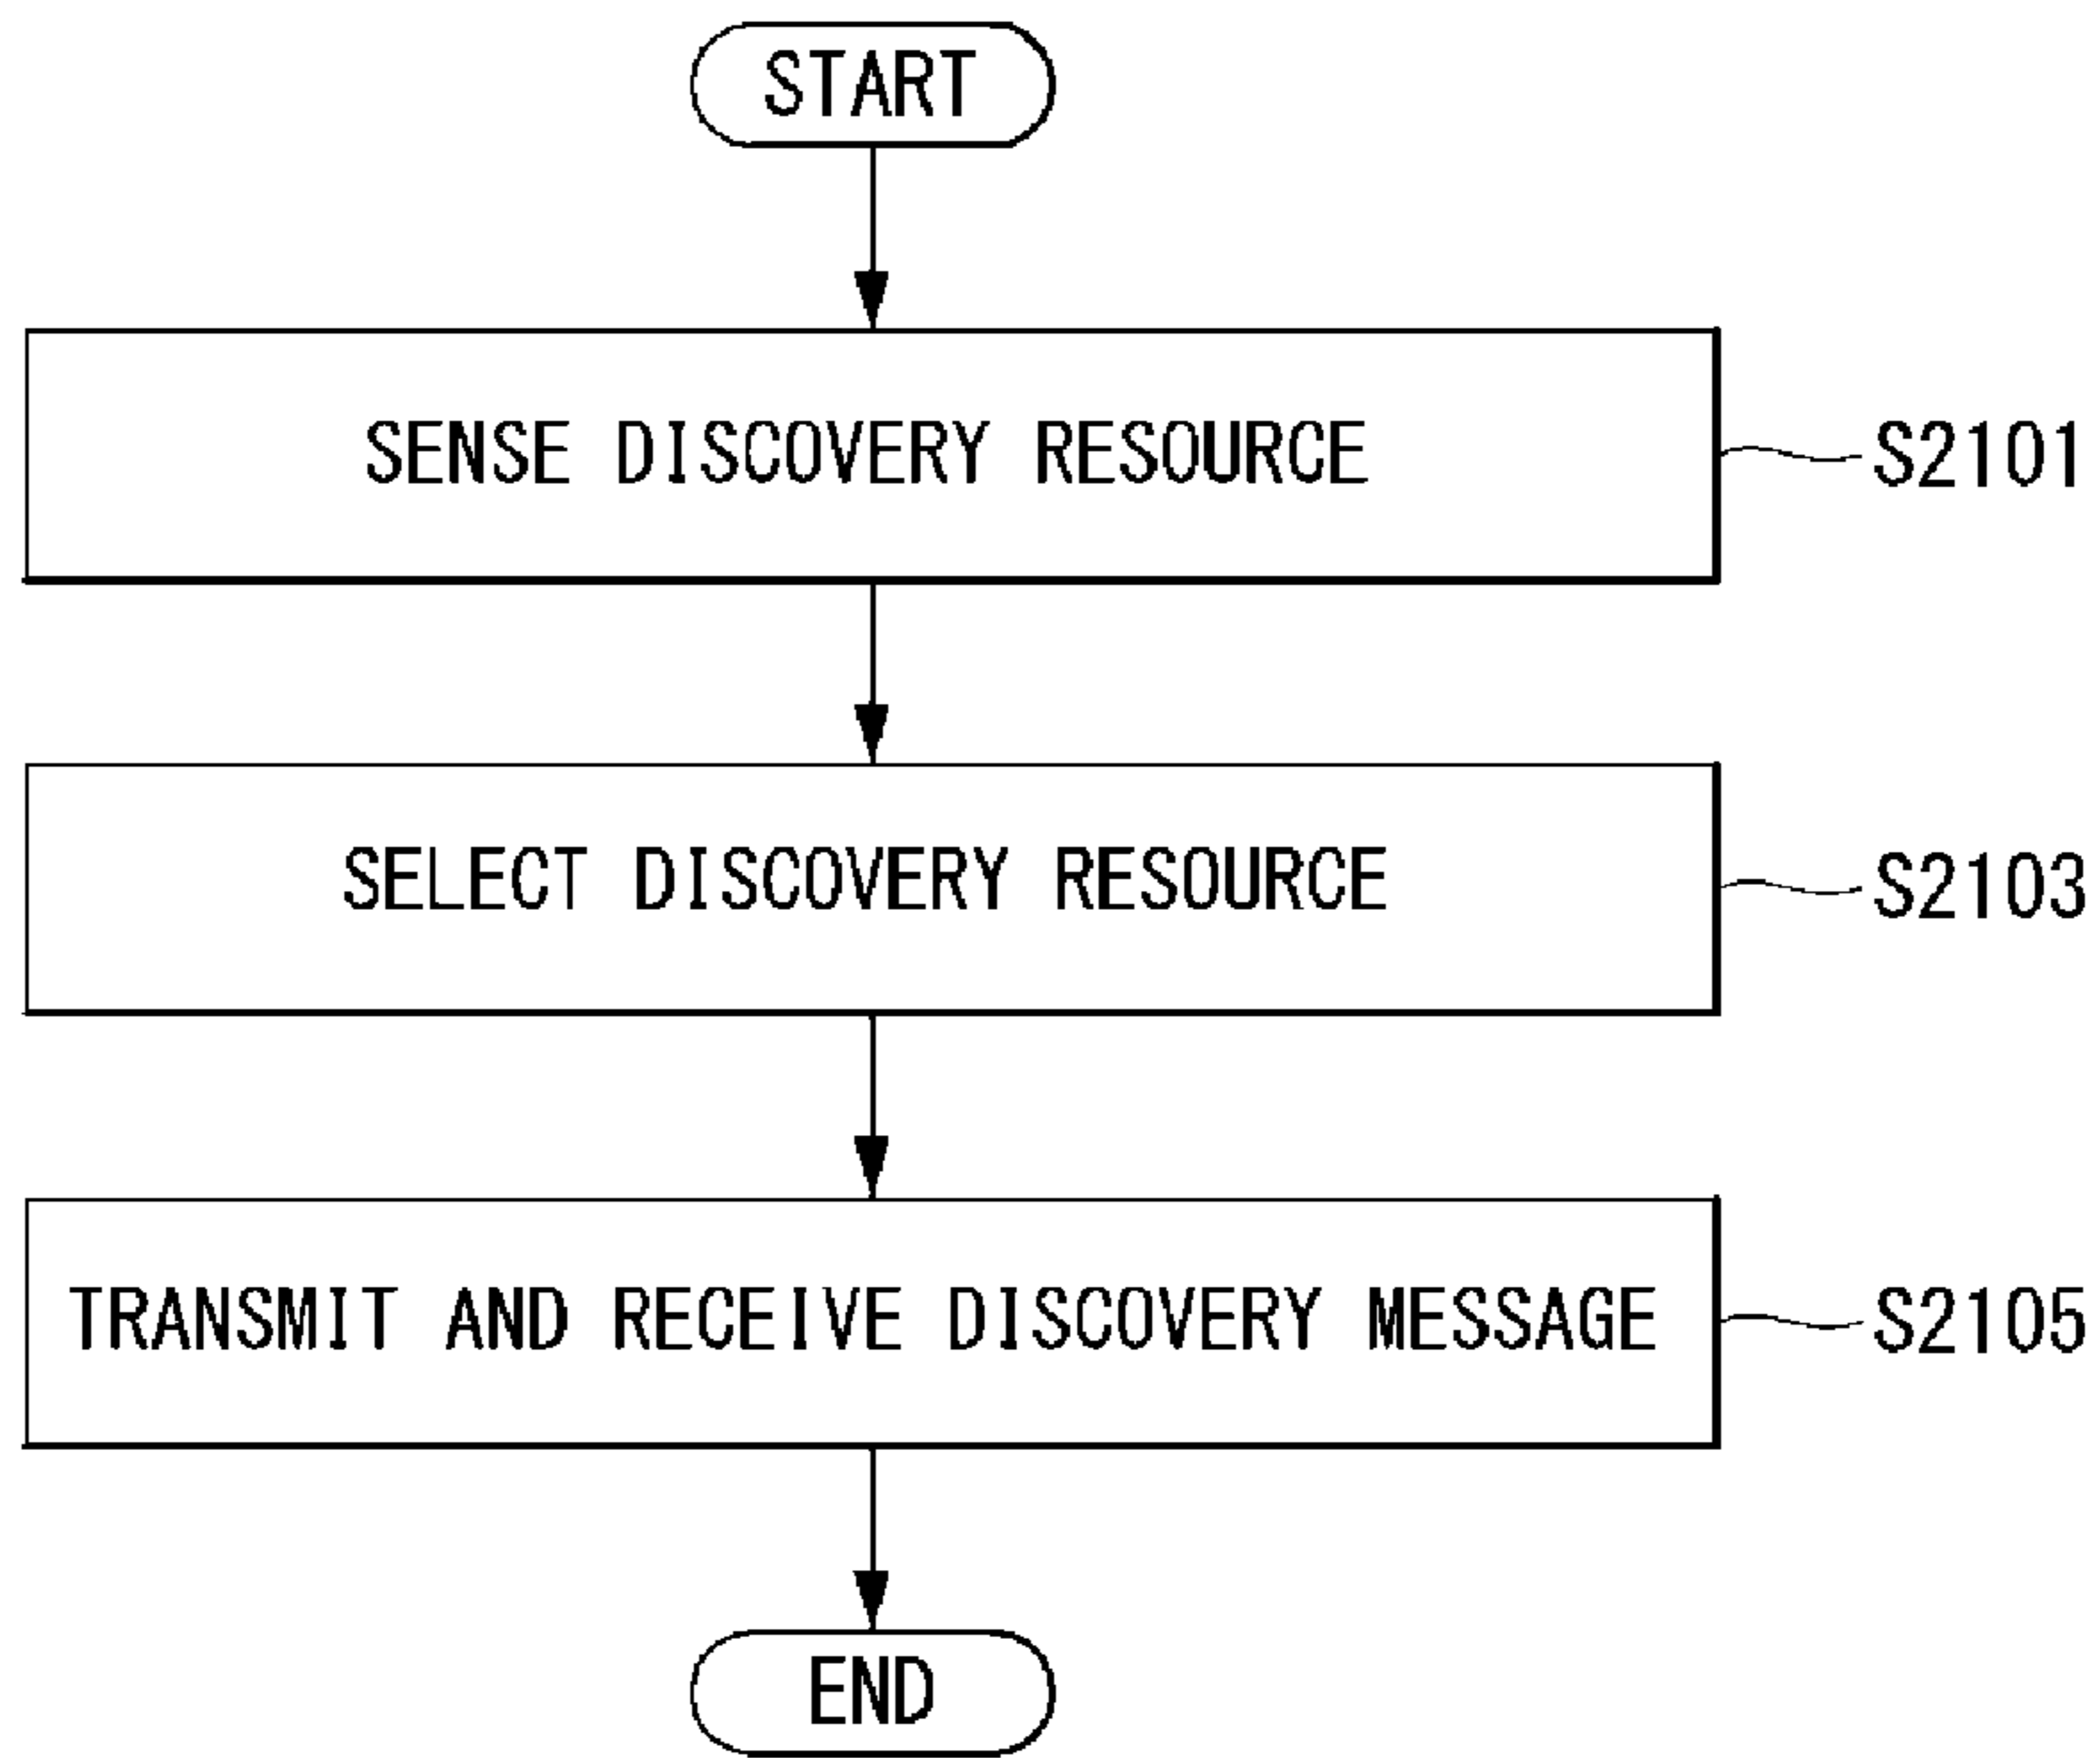 START
SENSE DISCOVERY RESOURCE
S2101
SELECT DISCOVERY RESOURCE
S2103
TRANSMIT AND RECEIVE DISCOVERY MESSAGE
S2105
END